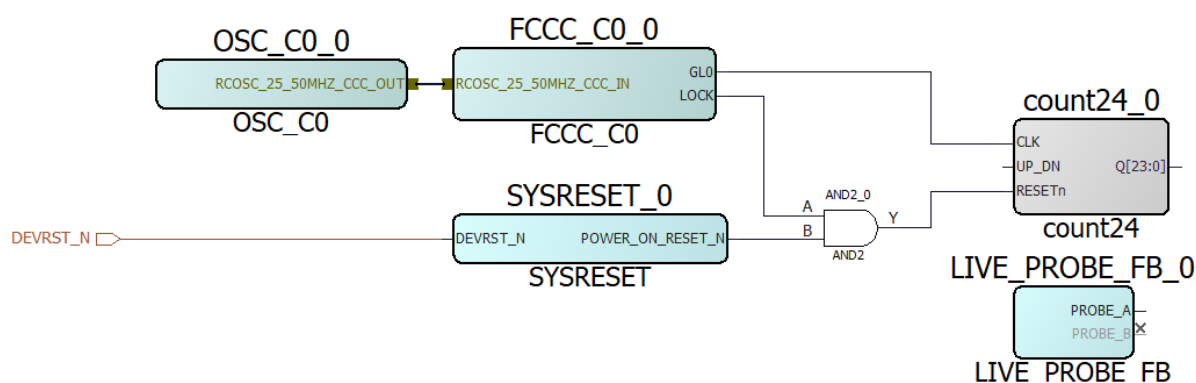 OSC_C0_0
RCOSC_25_50MHZ_CCC_OUT
OSC_C0
FCCC_C0_0
RCOSC_25_50MHZ_CCC_IN
GL0
LOCK
FCCC_C0
count24_0
CLK
UP_DN
Q[23:0]
RESETn
count24
AND2_0
A
B
Y
AND2
DEVRST_N
SYSRESET_0
DEVRST_N
POWER_ON_RESET_N
SYSRESET
LIVE_PROBE_FB_0
PROBE_A
PROBE_B
LIVE_PROBE_FB